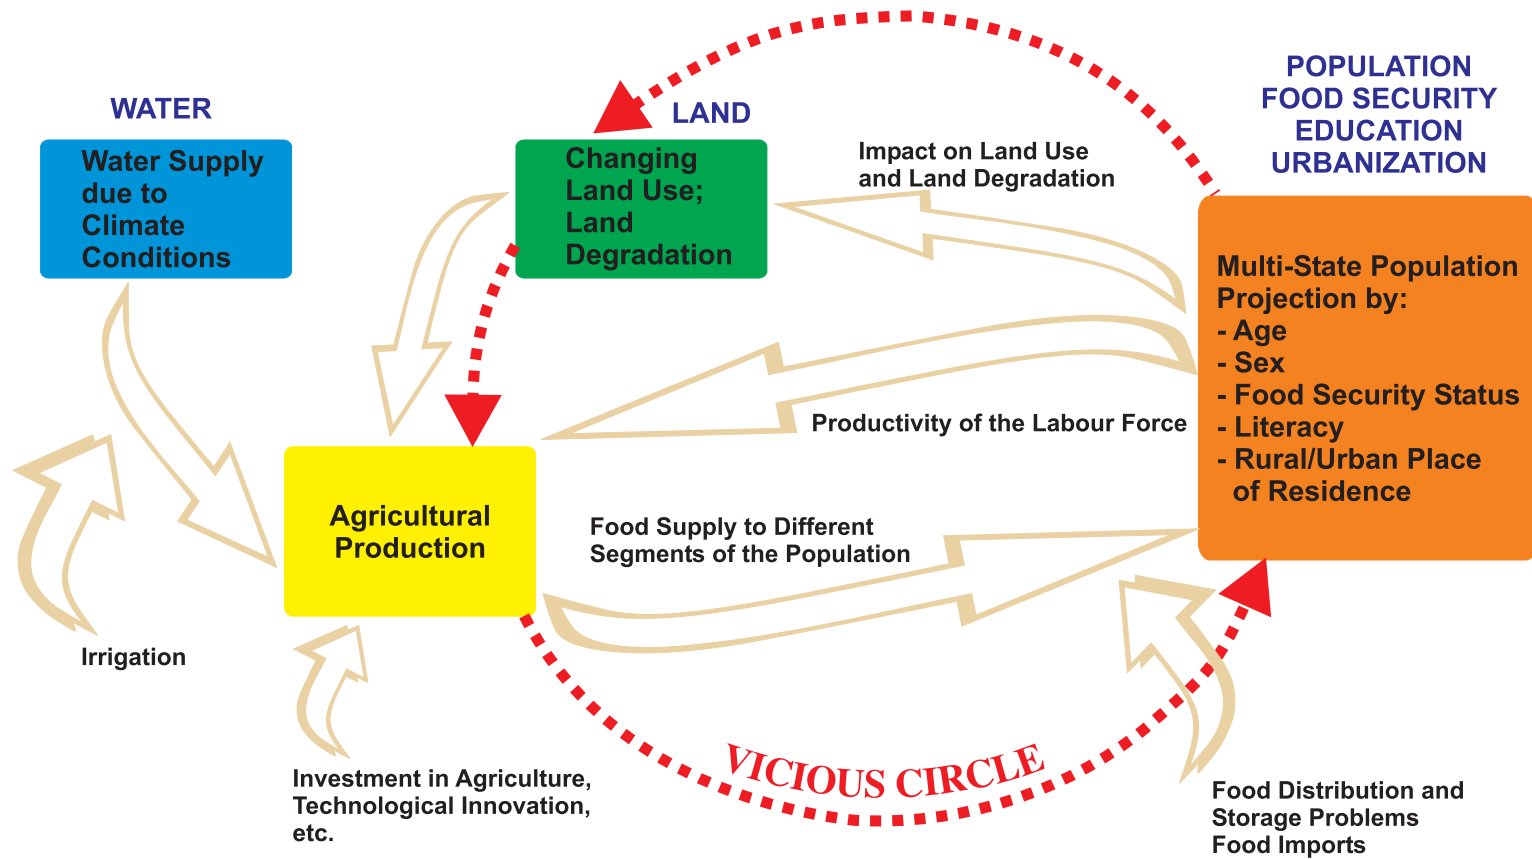 WATER
Water Supply
due to
Climate
Conditions
LAND
Changing
Land Use;
Land
Degradation
Impact on Land Use
and Land Degradation
POPULATION
FOOD SECURITY
EDUCATION
URBANIZATION
Multi-State Population
Projection by:
- Age
- Sex
- Food Security Status
- Literacy
- Rural/Urban Place
of Residence
Productivity of the Labour Force
Agricultural
Production
Food Supply to Different
Segments of the Population
Irrigation
Investment in Agriculture,
Technological Innovation,
etc.
VICIOUS CIRCLE
Food Distribution and
Storage Problems
Food Imports